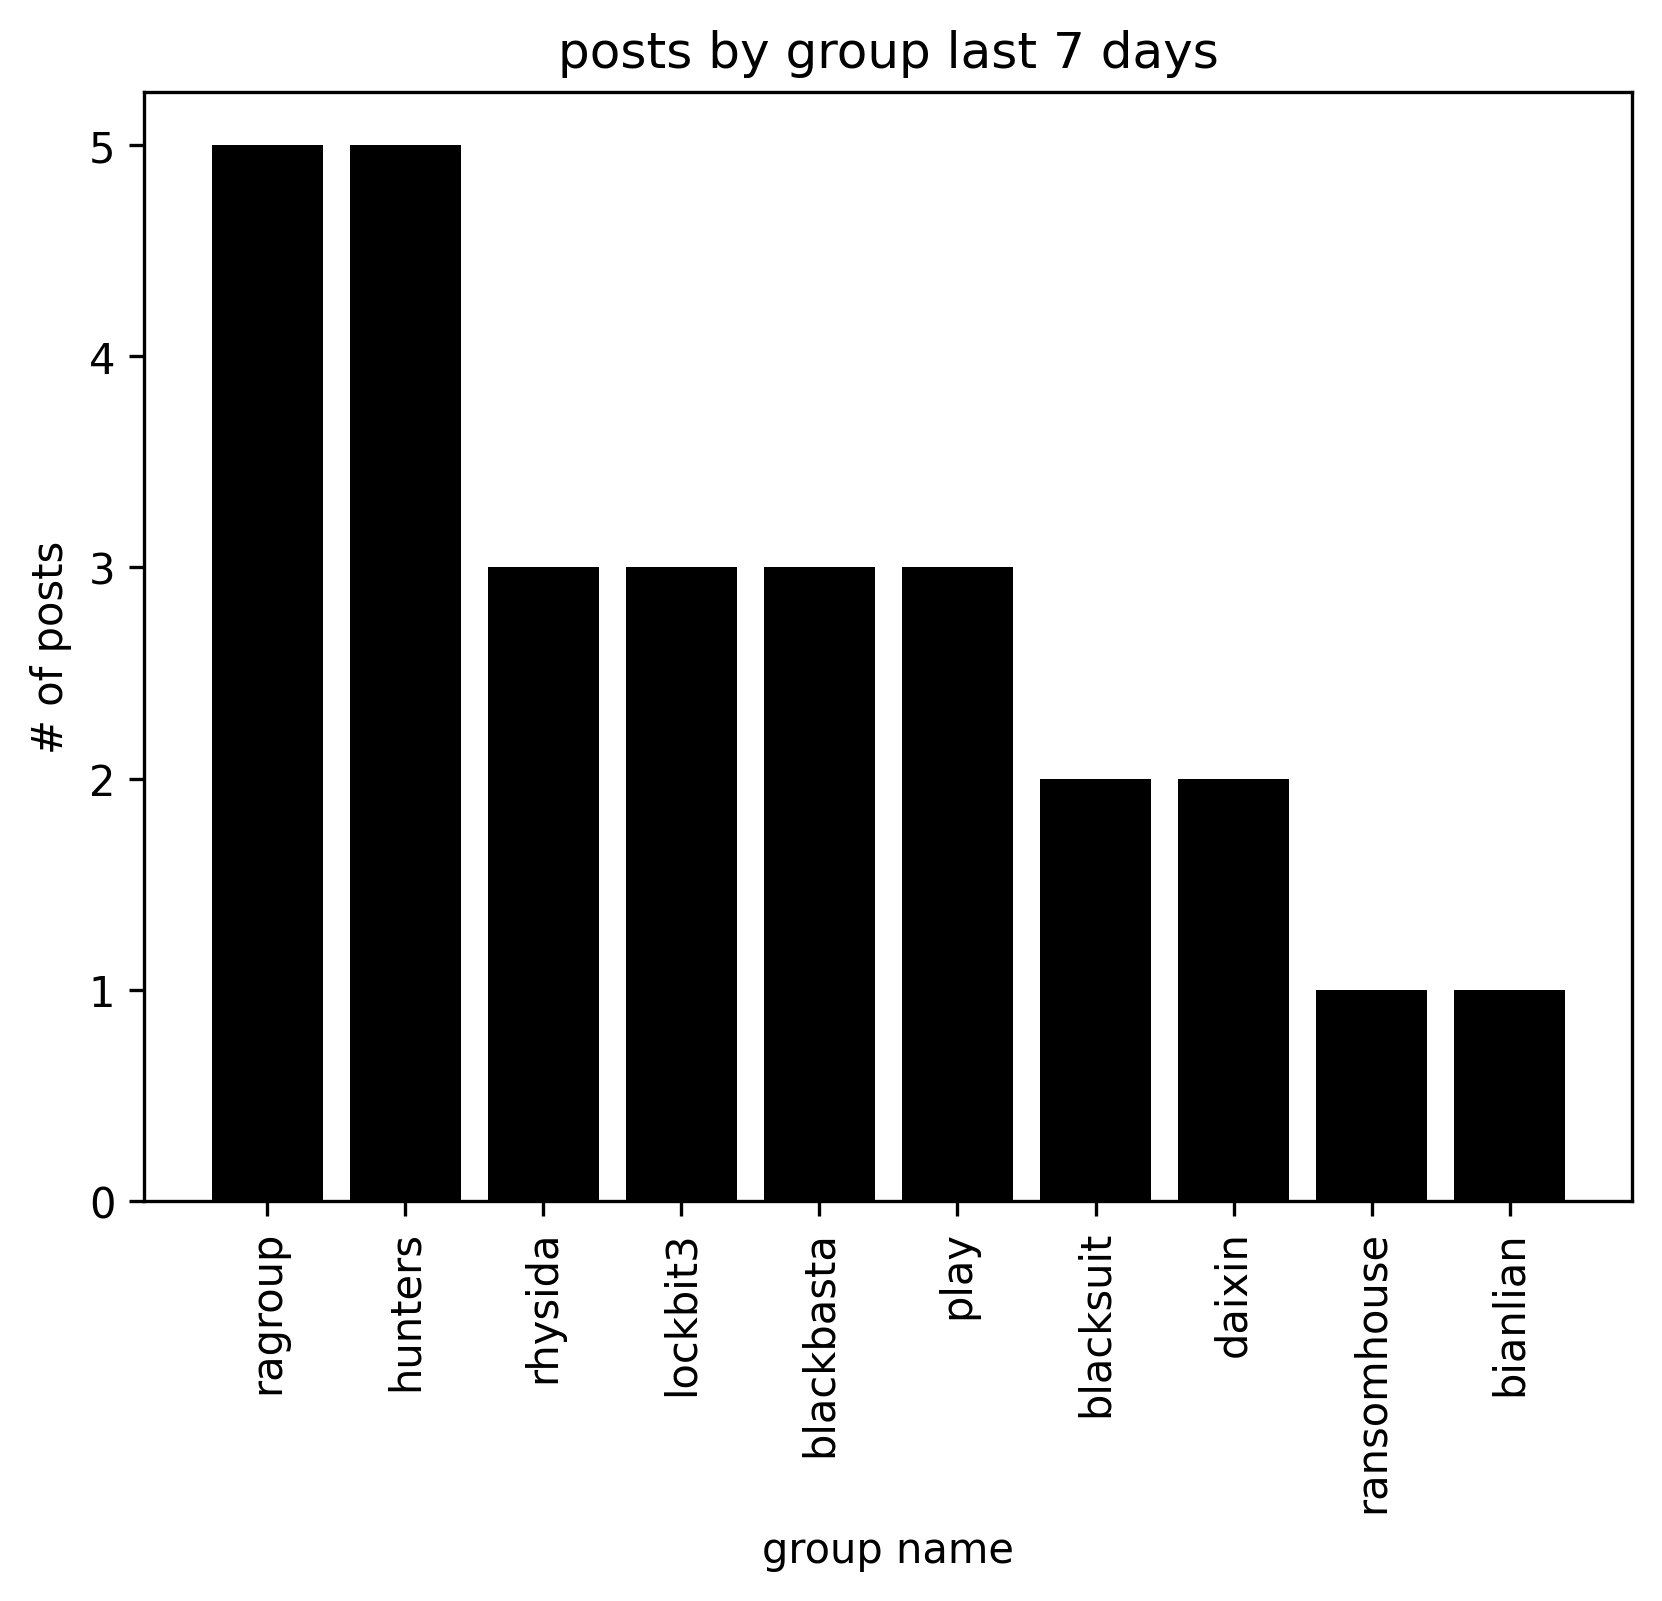 posts by group last 7 days
5
4
3
2
1
0
# of posts
ragroup
hunters
rhysida
lockbit3
blackbasta
play
blacksuit
daixin
ransomhouse
bianlian
group name